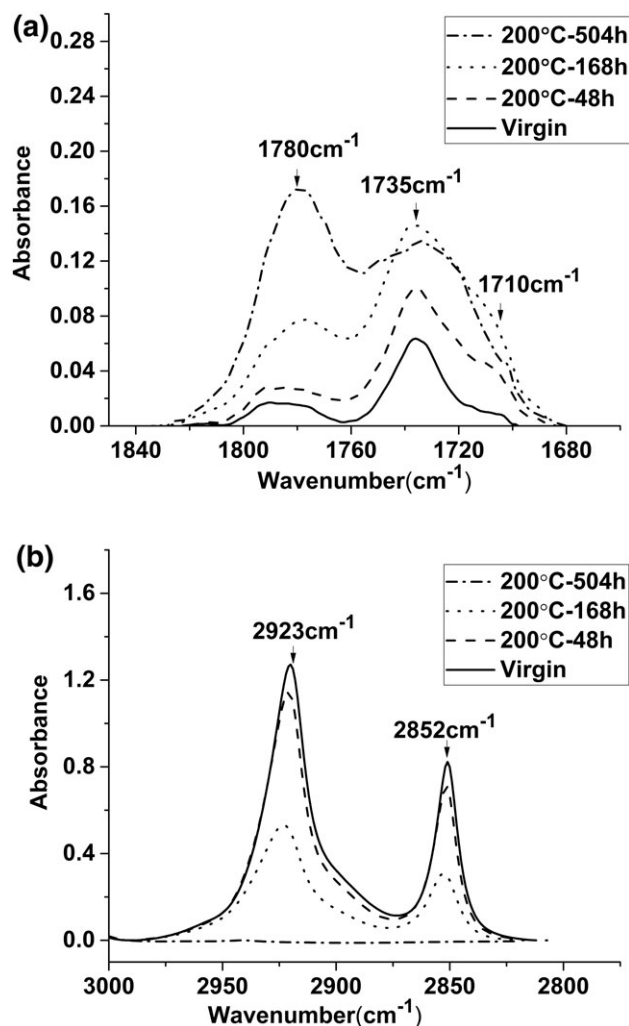 (a)
0.28
0.24
0.20
0.16
0.12
0.08
0.04
0.00
Absorbance
200°C-504h
200°C-168h
200°C-48h
Virgin
1780cm-1
1735cm-1
1710cm-1
1840 1800 1760 1720 1680
Wavenumber(cm-1)
(b)
1.6
1.2
0.8
0.4
0.0
Absorbance
200°C-504h
200°C-168h
200°C-48h
Virgin
2923cm-1
2852cm-1
3000 2950 2900 2850 2800
Wavenumber(cm-1)